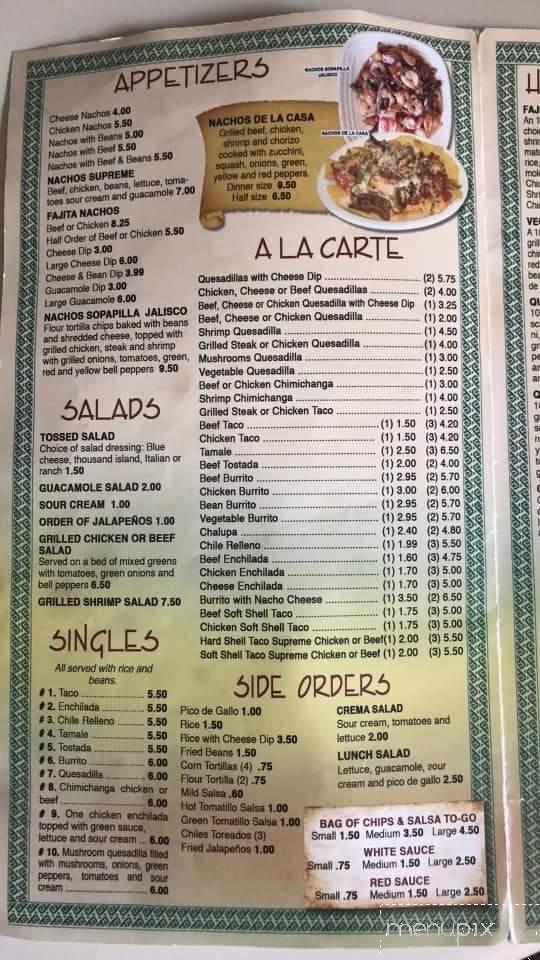 APPETIZERS
Cheese Nachos 4.00
Chicken Nachos 5.50
Nachos with Beans 5.00
Nachos with Beef 5.50
Nachos with Beef & Beans 5.50
NACHOS SUPREME
Beef, chicken, beans, lettuce, toma-
toes sour cream and guacamole 7.00
FAJITA NACHOS
Beef or Chicken 8.25
Half Order of Beef or Chicken 5.50
Cheese Dip 3.00
Large Cheese Dip 6.00
Cheese & Bean Dip 3.99
Guacamole Dip 3.00
Large Guacamole 6.00
NACHOS SOPAPILLA JALISCO
Flour tortilla chips baked with beans
and shredded cheese, topped with
grilled chicken, steak and shrimp
with grilled onions, tomatoes, green,
red and yellow bell peppers 9.50
NACHOS DE LA CASA
Grilled beef, chicken,
shrimp and chorizo
cooked with zucchini,
squash, onions, green,
yellow and red peppers.
Dinner size 9.50
Half size 6.50
NACHOS SOPAPILLA
JALISCO
NACHOS DE LA CASA
SALADS
TOSSED SALAD
Choice of salad dressing: Blue
cheese, thousand island, Italian or
ranch 1.50
GUACAMOLE SALAD 2.00
SOUR CREAM 1.00
ORDER OF JALAPEÑOS 1.00
GRILLED CHICKEN OR BEEF
SALAD
Served on a bed of mixed greens
with tomatoes, green onions and
bell peppers 6.50
GRILLED SHRIMP SALAD 7.50
SINGLES
All served with rice and
beans.
# 1. Taco ................ 5.50
# 2. Enchilada ........... 5.50
# 3. Chile Relleno ....... 5.50
# 4. Tamale .............. 5.50
# 5. Tostada ............. 5.50
# 6. Burrito ............. 6.00
# 7. Quesadilla .......... 6.00
# 8. Chimichanga chicken or
beef ..................... 6.00
# 9. One chicken enchilada
topped with green sauce,
lettuce and sour cream ... 6.00
# 10. Mushroom quesadilla filled
with mushrooms, onions, green
peppers, tomatoes and sour
cream .................... 6.00
A LA CARTE
Quesadillas with Cheese Dip ........ (2) 5.75
Chicken, Cheese or Beef Quesadillas ........ (2) 4.00
Beef, Cheese or Chicken Quesadilla with Cheese Dip (1) 3.25
Beef, Cheese or Chicken Quesadilla ........ (1) 2.00
Shrimp Quesadilla ........ (1) 4.50
Grilled Steak or Chicken Quesadilla ........ (1) 4.00
Mushrooms Quesadilla ........ (1) 3.00
Vegetable Quesadilla ........ (1) 2.50
Beef or Chicken Chimichanga ........ (1) 3.00
Shrimp Chimichanga ........ (1) 4.00
Grilled Steak or Chicken Taco ........ (1) 2.50
Beef Taco ........ (1) 1.50 (3) 4.20
Chicken Taco ........ (1) 1.50 (3) 4.20
Tamale ........ (1) 2.50 (3) 6.50
Beef Tostada ........ (1) 2.00 (2) 4.00
Beef Burrito ........ (1) 2.95 (2) 5.70
Chicken Burrito ........ (1) 3.00 (2) 6.00
Bean Burrito ........ (1) 2.95 (2) 5.70
Vegetable Burrito ........ (1) 2.95 (2) 5.70
Chalupa ........ (1) 2.40 (2) 4.80
Chile Relleno ........ (1) 1.99 (3) 5.50
Beef Enchilada ........ (1) 1.60 (3) 4.75
Chicken Enchilada ........ (1) 1.70 (3) 5.00
Cheese Enchilada ........ (1) 1.70 (3) 5.00
Burrito with Nacho Cheese ........ (1) 3.50 (2) 6.50
Beef Soft Shell Taco ........ (1) 1.75 (3) 5.00
Chicken Soft Shell Taco ........ (1) 1.75 (3) 5.00
Hard Shell Taco Supreme Chicken or Beef(1) 2.00 (3) 5.50
Soft Shell Taco Supreme Chicken or Beef (1) 2.00 (3) 5.50
SIDE ORDERS
Pico de Gallo 1.00
Rice 1.50
Rice with Cheese Dip 3.50
Fried Beans 1.50
Corn Tortillas (4) .75
Flour Tortilla (2) .75
Mild Salsa .60
Hot Tomatillo Salsa 1.00
Green Tomatillo Salsa 1.00
Chiles Toreados (3)
Fried Jalapeños 1.00
CREMA SALAD
Sour cream, tomatoes and
lettuce 2.00
LUNCH SALAD
Lettuce, guacamole, sour
cream and pico de gallo 2.50
BAG OF CHIPS & SALSA TO-GO
Small 1.50 Medium 3.50 Large 4.50
WHITE SAUCE
Small .75 Medium 1.50 Large 2.50
RED SAUCE
Small .75 Medium 1.50 Large 2.50
menupix